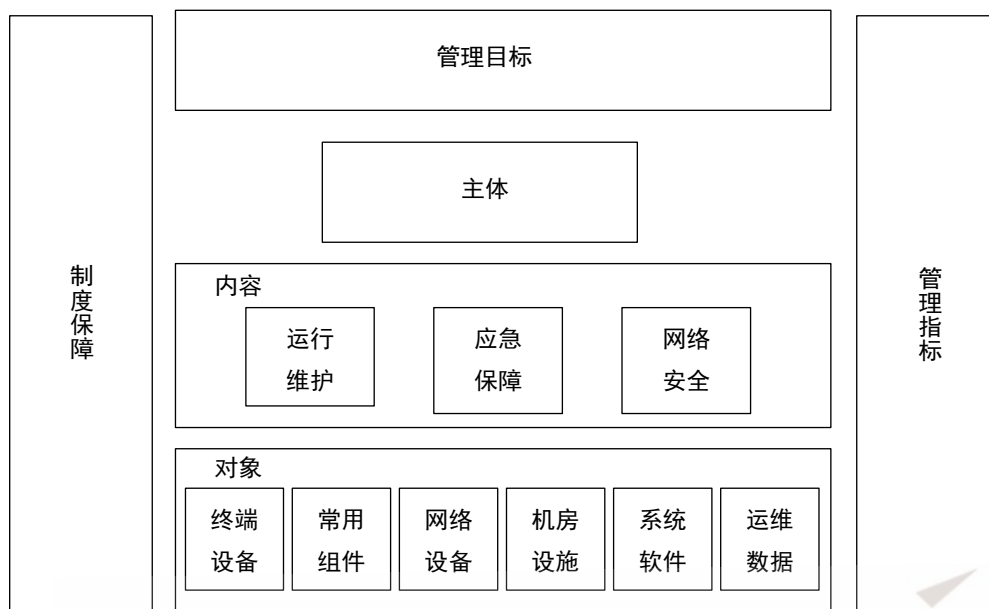 管理目标
主体
制度保障
管理指标
内容
运行
维护
应急
保障
网络
安全
对象
终端
设备
常用
组件
网络
设备
机房
设施
系统
软件
运维
数据